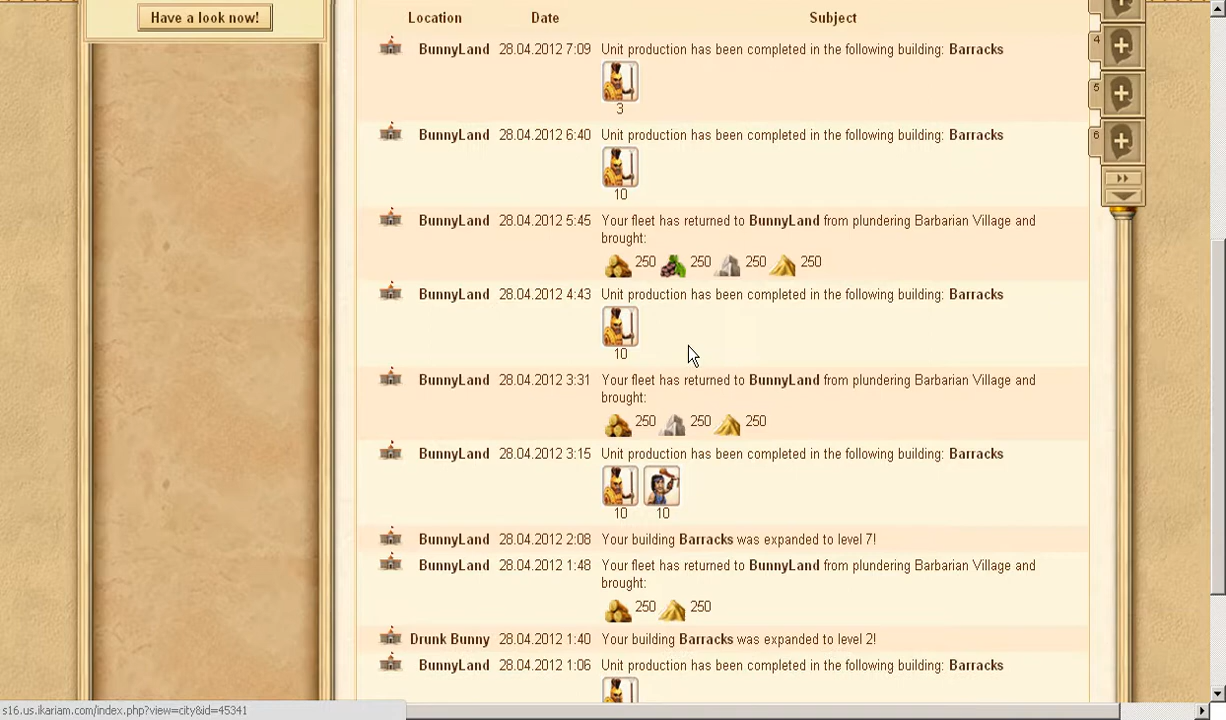 Have a look now!
Location Date Subject
BunnyLand 28.04.2012 7:09 Unit production has been completed in the following building: Barracks
3
BunnyLand 28.04.2012 6:40 Unit production has been completed in the following building: Barracks
10
BunnyLand 28.04.2012 5:45 Your fleet has returned to BunnyLand from plundering Barbarian Village and
brought:
250 250 250 250
BunnyLand 28.04.2012 4:43 Unit production has been completed in the following building: Barracks
10
BunnyLand 28.04.2012 3:31 Your fleet has returned to BunnyLand from plundering Barbarian Village and
brought:
250 250 250
BunnyLand 28.04.2012 3:15 Unit production has been completed in the following building: Barracks
10 10
BunnyLand 28.04.2012 2:08 Your building Barracks was expanded to level 7!
BunnyLand 28.04.2012 1:48 Your fleet has returned to BunnyLand from plundering Barbarian Village and
brought:
250 250
Drunk Bunny 28.04.2012 1:40 Your building Barracks was expanded to level 2!
BunnyLand 28.04.2012 1:06 Unit production has been completed in the following building: Barracks
4
5
6
s16.us.ikariam.com/index.php?view=city&id=45341